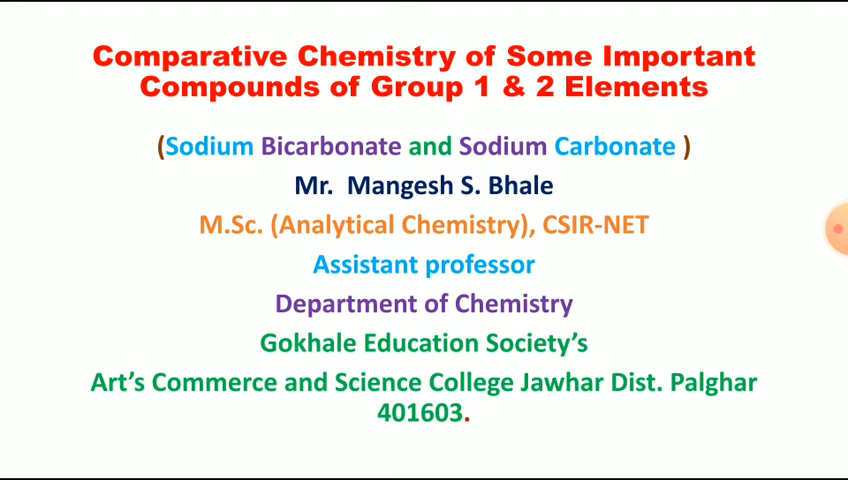 Comparative Chemistry of Some Important
Compounds of Group 1 & 2 Elements
(Sodium Bicarbonate and Sodium Carbonate )
Mr. Mangesh S. Bhale
M.Sc. (Analytical Chemistry), CSIR-NET
Assistant professor
Department of Chemistry
Gokhale Education Society’s
Art’s Commerce and Science College Jawhar Dist. Palghar
401603.